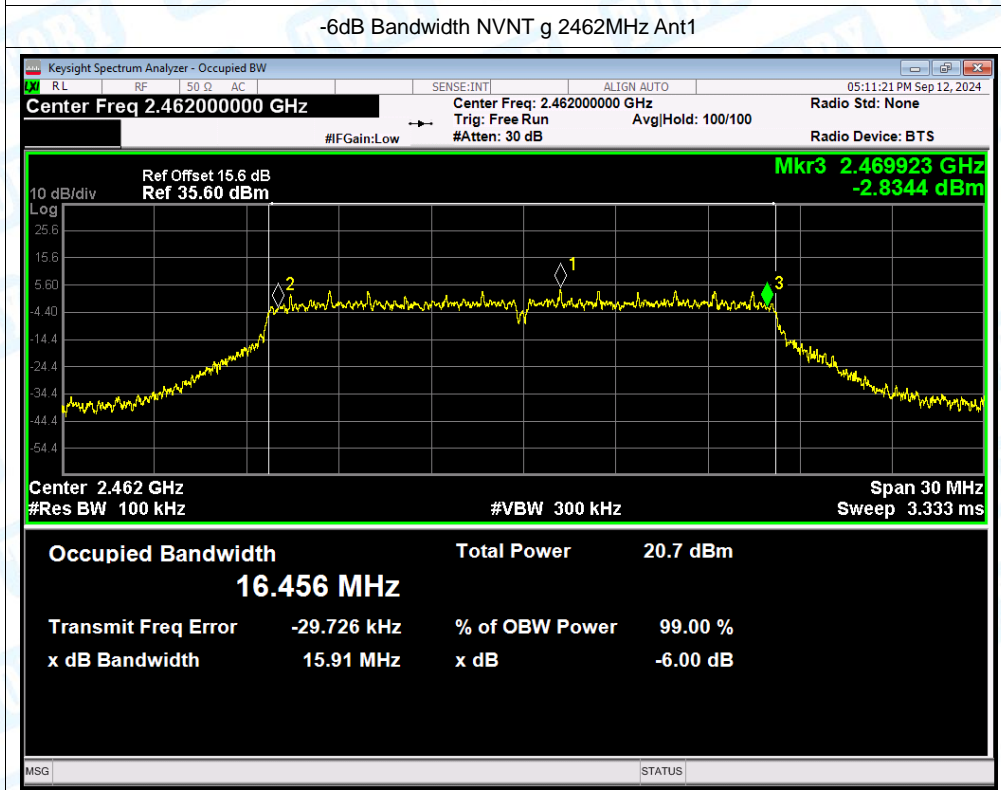 -6dB Bandwidth NVNT g 2462MHz Ant1
Keysight Spectrum Analyzer - Occupied BW
LXI RL RF 50 Ω AC SENSE:INT ALIGN AUTO 05:11:21 PM Sep 12, 2024
Center Freq 2.462000000 GHz Center Freq: 2.462000000 GHz Radio Std: None
Trig: Free Run Avg|Hold: 100/100
#IFGain:Low #Atten: 30 dB Radio Device: BTS
Mkr3 2.469923 GHz
-2.8344 dBm
Ref Offset 15.6 dB
10 dB/div Ref 35.60 dBm
Log
25.6
15.6
5.60
-4.40
-14.4
-24.4
-34.4
-44.4
-54.4
1
2
3
Center 2.462 GHz Span 30 MHz
#Res BW 100 kHz #VBW 300 kHz Sweep 3.333 ms
Occupied Bandwidth Total Power 20.7 dBm
16.456 MHz
Transmit Freq Error -29.726 kHz % of OBW Power 99.00 %
x dB Bandwidth 15.91 MHz x dB -6.00 dB
MSG STATUS